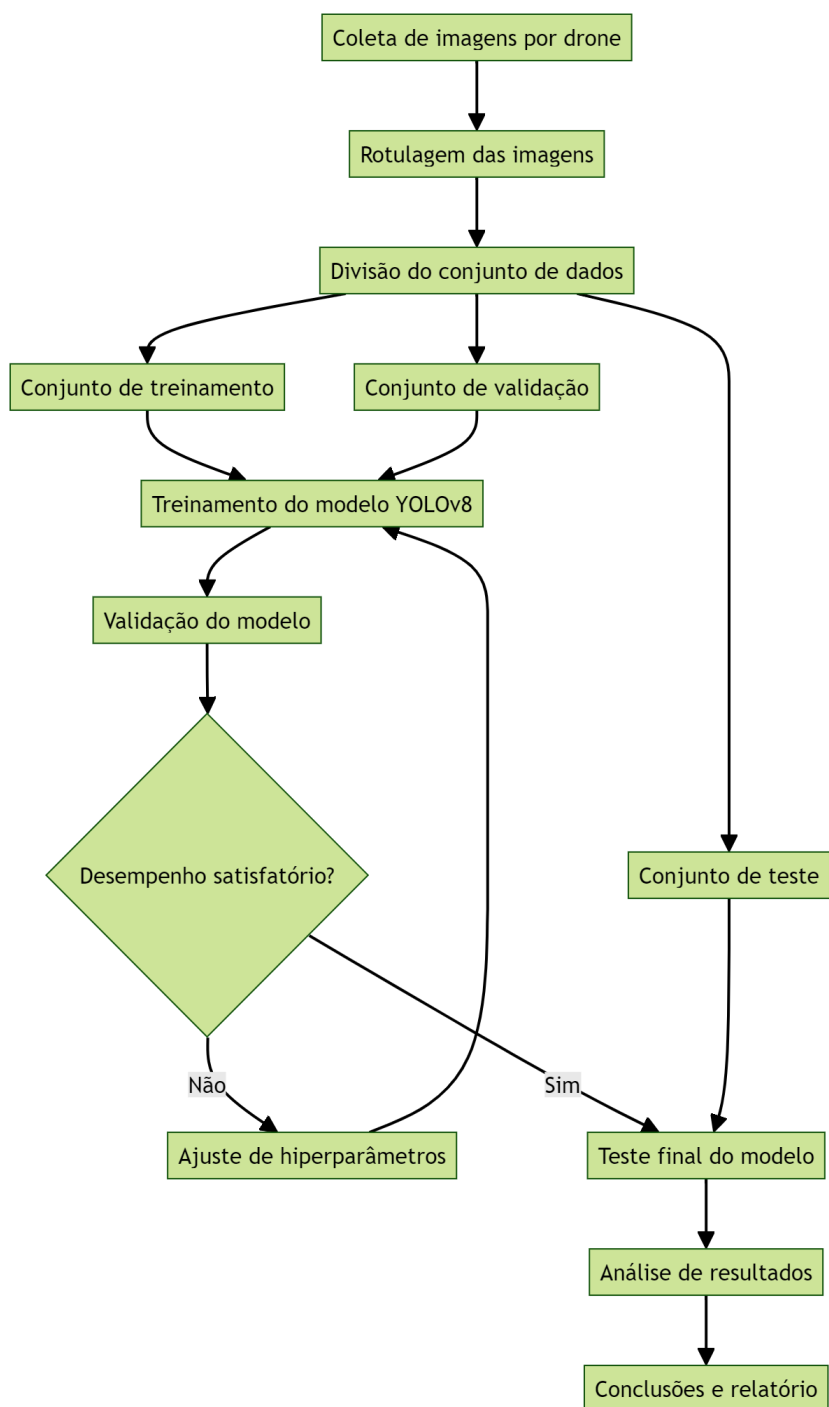 Coleta de imagens por drone
Rotulagem das imagens
Divisão do conjunto de dados
Conjunto de treinamento
Conjunto de validação
Treinamento do modelo YOLOv8
Validação do modelo
Desempenho satisfatório?
Conjunto de teste
Não
Sim
Ajuste de hiperparâmetros
Teste final do modelo
Análise de resultados
Conclusões e relatório